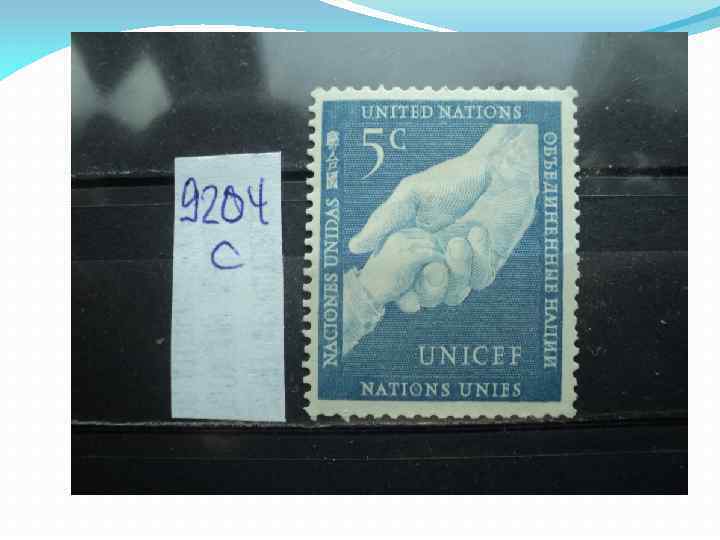 9204
C
UNITED NATIONS
5c
NACIONES UNIDAS
ОБЪЕДИНЕННЫЕ НАЦИИ
UNICEF
NATIONS UNIES